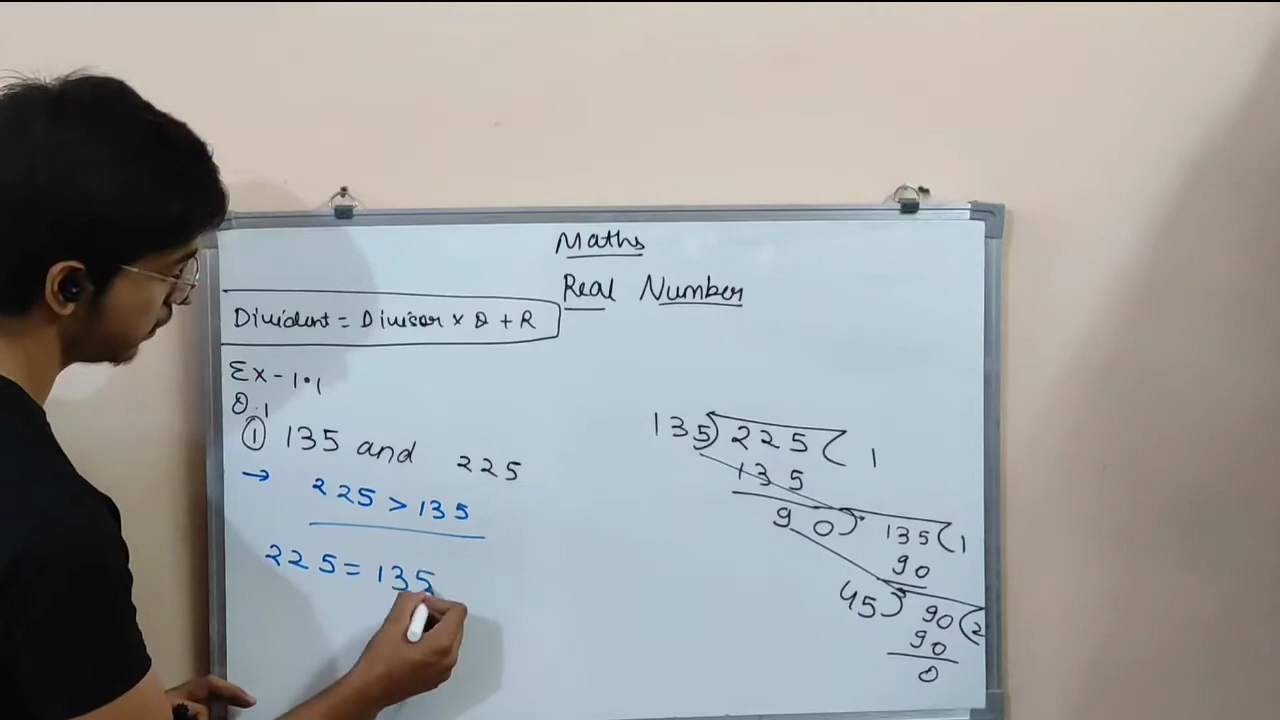 Maths
Real Number
Divident = Divisor × Q + R
Ex - 1.1
Q.1
① 135 and 225
→ 225 > 135
225 = 135
135) 225 ( 1
135
90) 135 ( 1
90
45) 90 ( 2
90
0